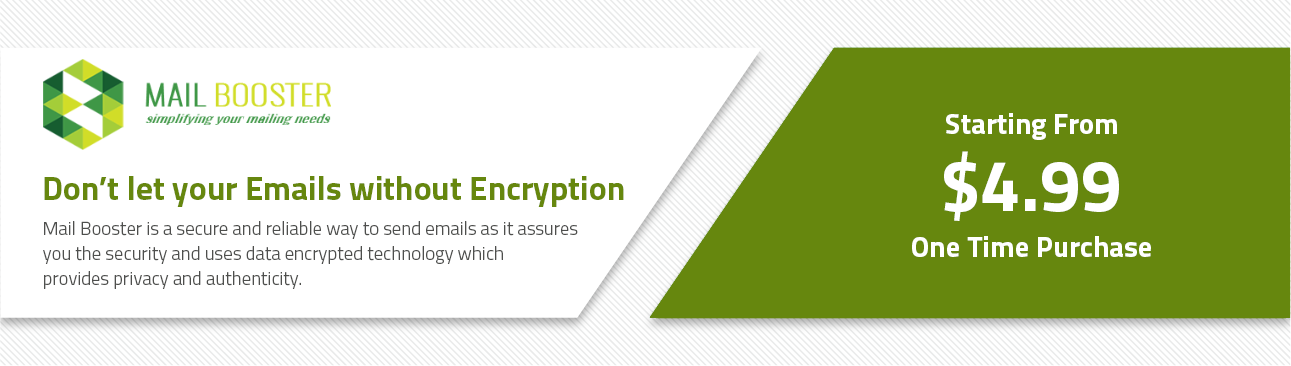 MAIL BOOSTER
simplifying your mailing needs
Don’t let your Emails without Encryption
Mail Booster is a secure and reliable way to send emails as it assures
you the security and uses data encrypted technology which
provides privacy and authenticity.
Starting From
$4.99
One Time Purchase